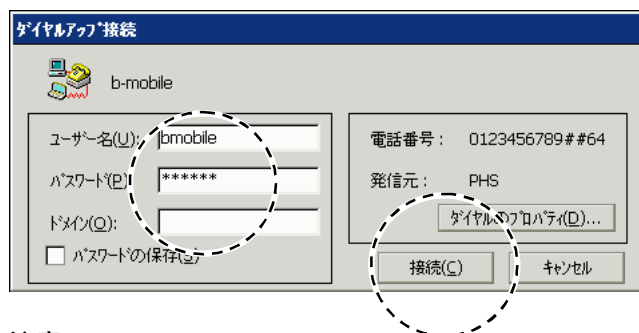 ダイヤルアップ接続
b-mobile
ユーザー名(U): bmobile
パスワード(P): ******
ドメイン(O):
パスワードの保存(S)
電話番号： 0123456789##64
発信元： PHS
ダイヤルのプロパティ(D)...
接続(C)
キャンセル